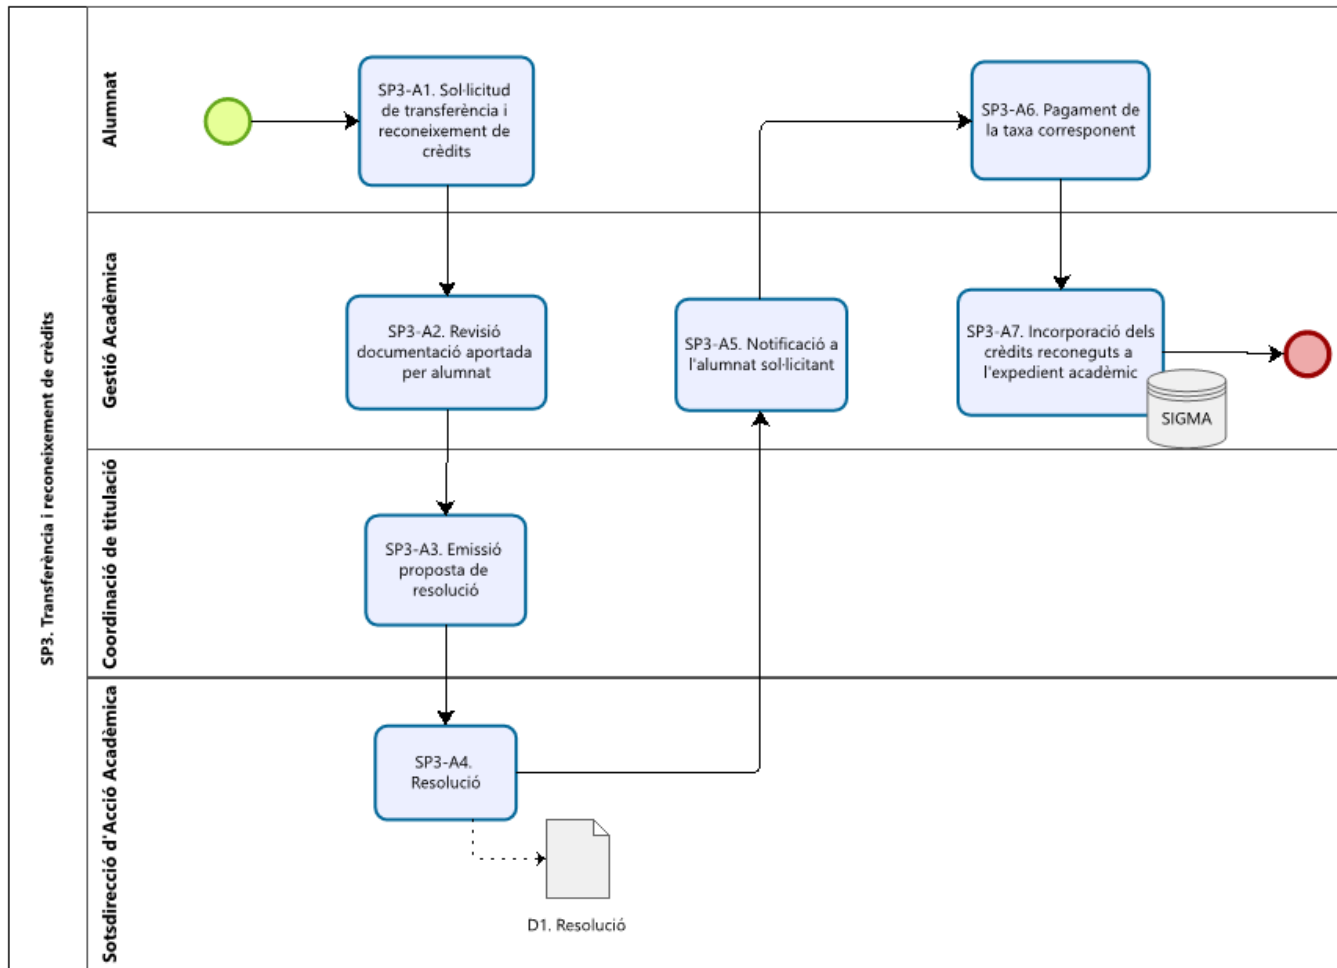 SP3. Transferència i reconeixement de crèdits
Alumnat
SP3-A1. Sol·licitud
de transferència i
reconeixement de
crèdits
SP3-A6. Pagament de
la taxa corresponent
Gestió Acadèmica
SP3-A2. Revisió
documentació aportada
per alumnat
SP3-A5. Notificació a
l'alumnat sol·licitant
SP3-A7. Incorporació dels
crèdits reconeguts a
l'expedient acadèmic
SIGMA
Coordinació de titulació
SP3-A3. Emissió
proposta de
resolució
Sotsdirecció d'Acció Acadèmica
SP3-A4.
Resolució
D1. Resolució